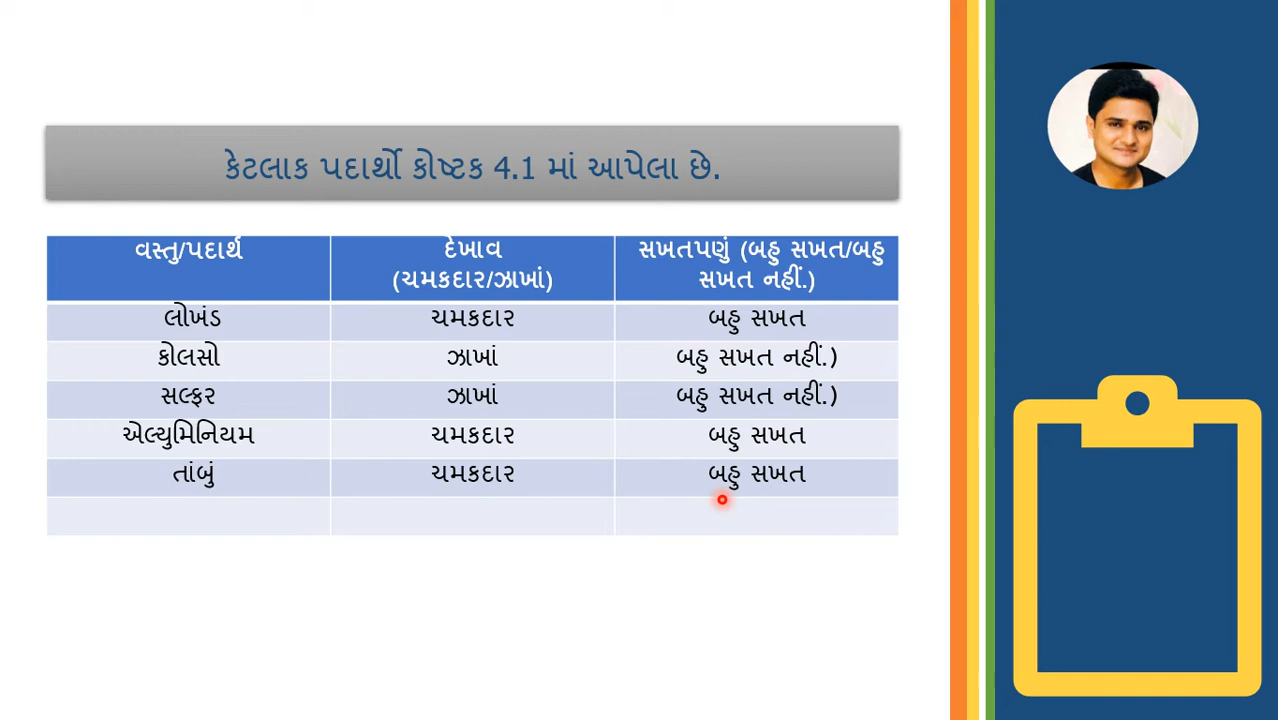 કેટલાક પદાર્થો કોષ્ટક 4.1 માં આપેલા છે.
વસ્તુ/પદાર્થ દેખાવ (ચમકદાર/ઝાખાં) સખતપણું (બહુ સખત/બહુ સખત નહીં.)
લોખંડ ચમકદાર બહુ સખત
કોલસો ઝાખાં બહુ સખત નહીં.)
સલ્ફર ઝાખાં બહુ સખત નહીં.)
એલ્યુમિનિયમ ચમકદાર બહુ સખત
તાંબું ચમકદાર બહુ સખત